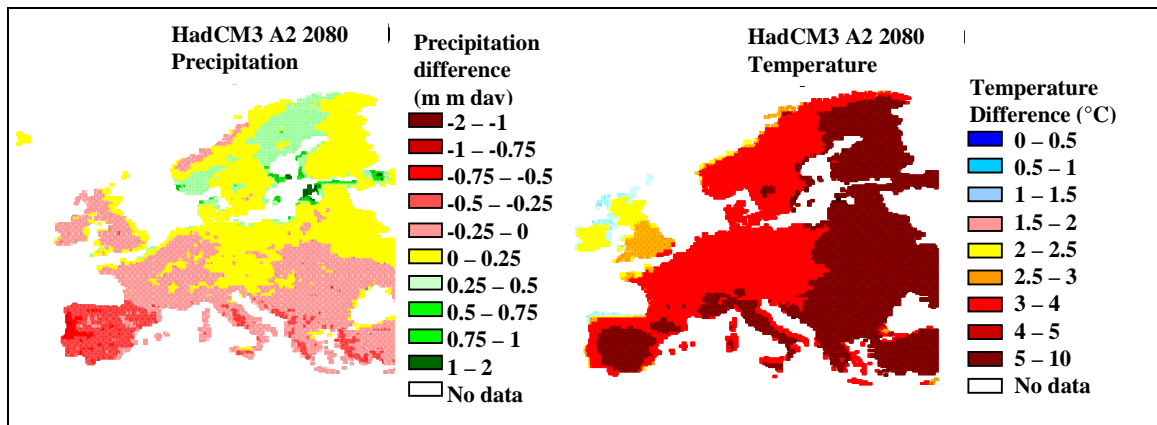 HadCM3 A2 2080
Precipitation
Precipitation
difference
(m m day)
-2 – -1
-1 – -0.75
-0.75 – -0.5
-0.5 – -0.25
-0.25 – 0
0 – 0.25
0.25 – 0.5
0.5 – 0.75
0.75 – 1
1 – 2
No data
HadCM3 A2 2080
Temperature
Temperature
Difference (°C)
0 – 0.5
0.5 – 1
1 – 1.5
1.5 – 2
2 – 2.5
2.5 – 3
3 – 4
4 – 5
5 – 10
No data